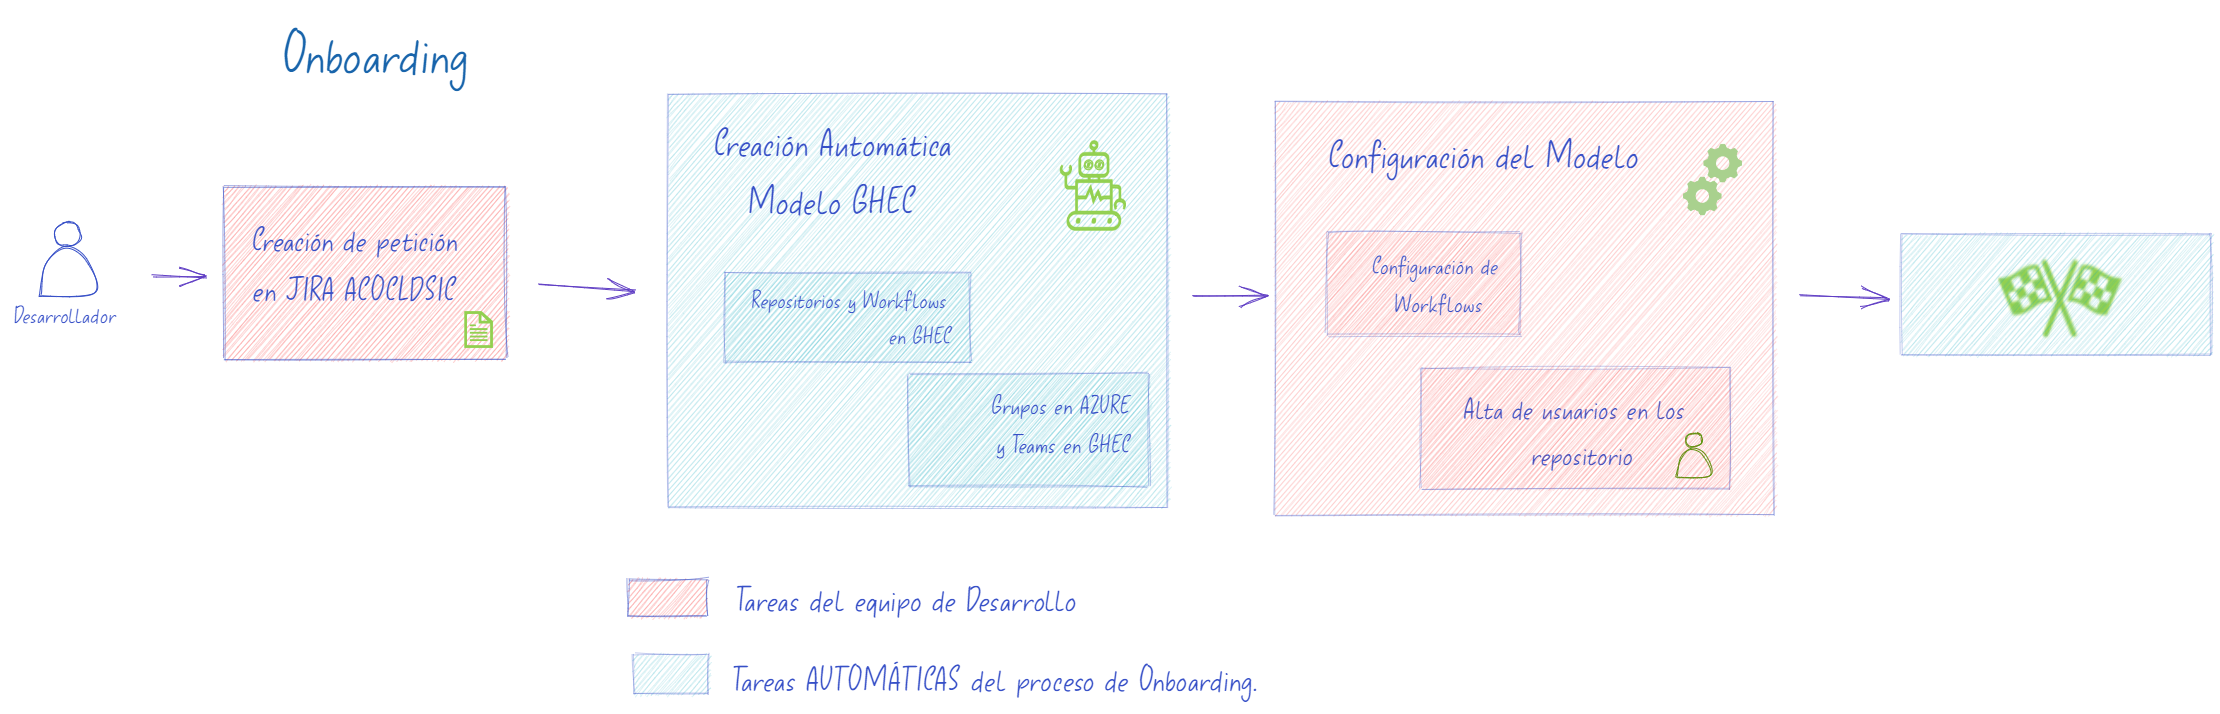 Onboarding
Desarrollador
Creación de petición
en JIRA ACOCLDSIC
Creación Automática
Modelo GHEC
Repositorios y Workflows
en GHEC
Grupos en AZURE
y Teams en GHEC
Configuración del Modelo
Configuración de
Workflows
Alta de usuarios en los
repositorio
Tareas del equipo de Desarrollo
Tareas AUTOMÁTICAS del proceso de Onboarding.